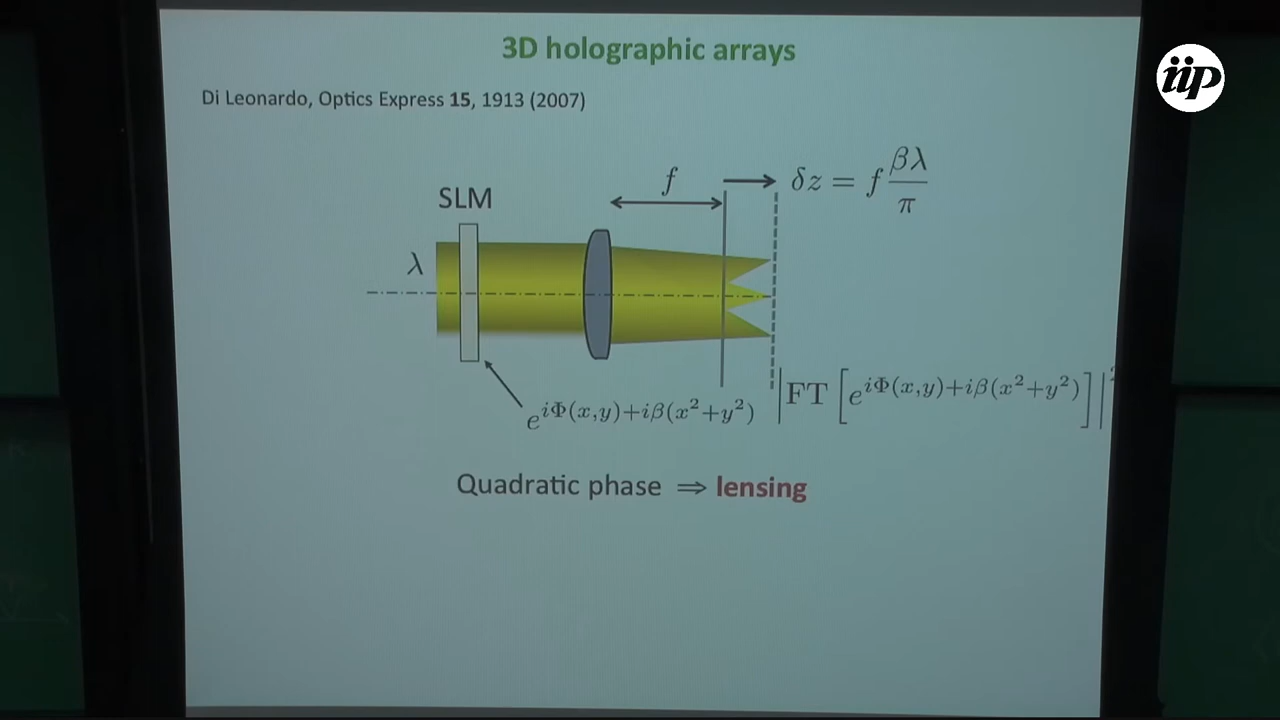 3D holographic arrays
iip
Di Leonardo, Optics Express 15, 1913 (2007)
f
δz = f βλ/π
SLM
λ
|FT [e^{iΦ(x,y)+iβ(x²+y²)}]|²
e^{iΦ(x,y)+iβ(x²+y²)}
Quadratic phase ⇒ lensing